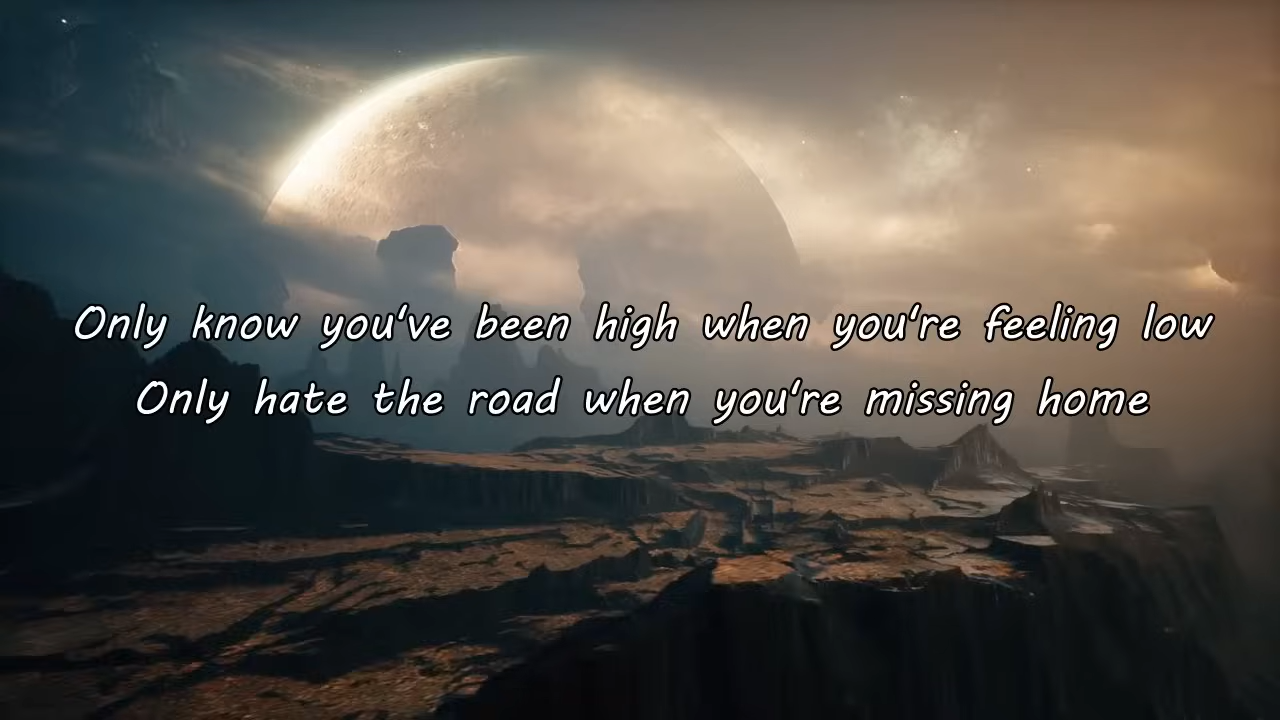 Only know you've been high when you're feeling low
Only hate the road when you're missing home